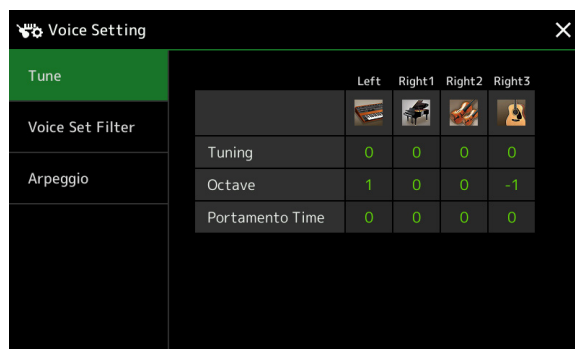 Voice Setting
Tune
Voice Set Filter
Arpeggio
Left Right1 Right2 Right3
Tuning 0 0 0 0
Octave 1 0 0 -1
Portamento Time 0 0 0 0